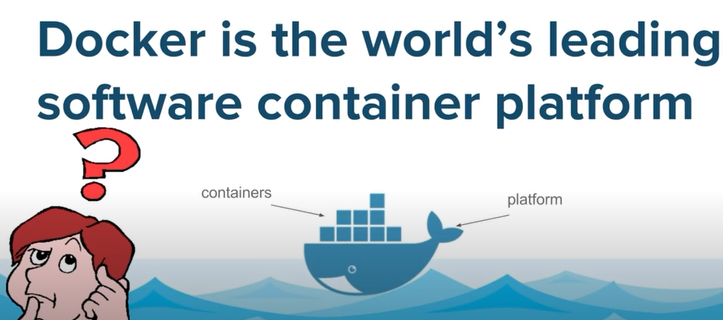 Docker is the world’s leading
software container platform
?
containers
platform